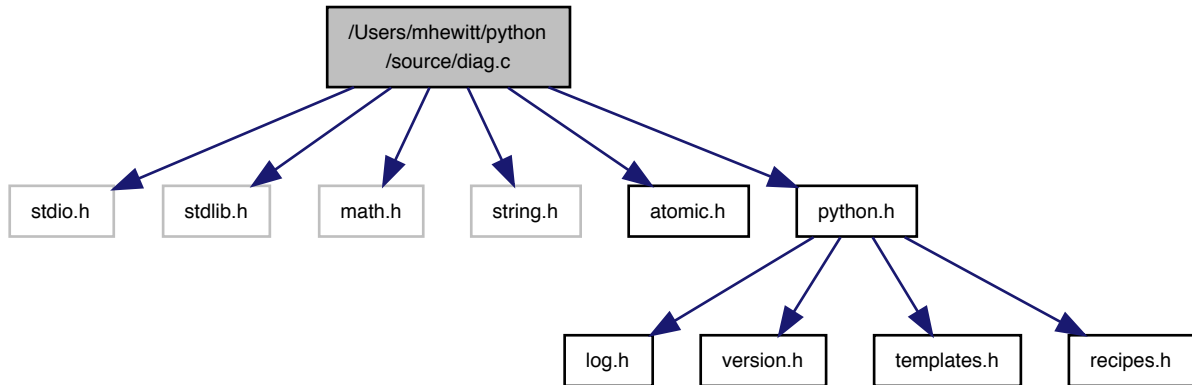 /Users/mhewitt/python
/source/diag.c
stdio.h
stdlib.h
math.h
string.h
atomic.h
python.h
log.h
version.h
templates.h
recipes.h